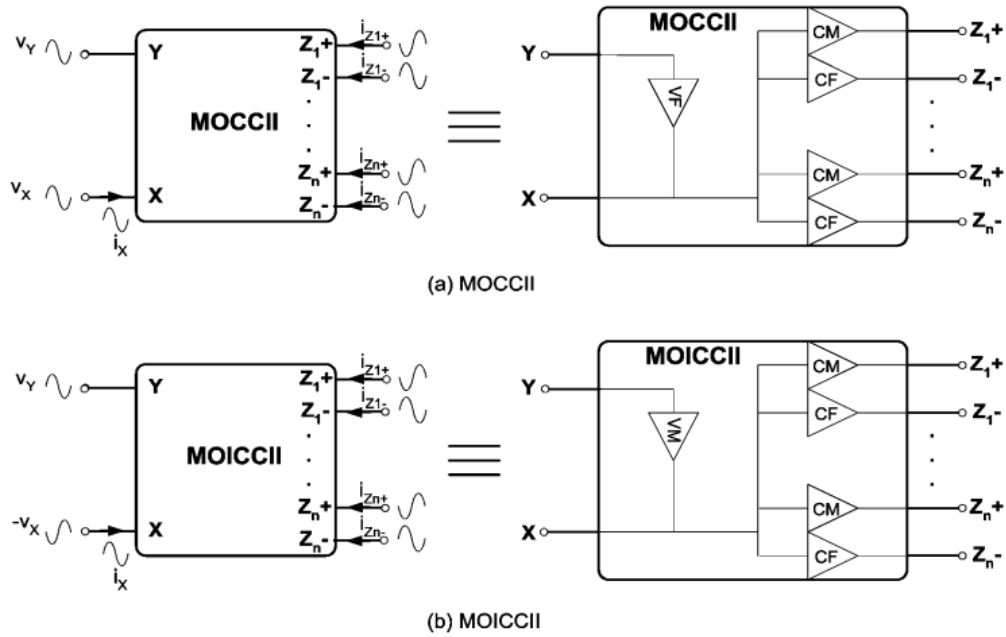 v_Y Y MOCCII Z_1+ i_Z1+
Z_1- i_Z1-
Z_n+ i_Zn+
v_X X Z_n- i_Zn-
i_X
MOCCII
Y VF CM Z_1+
CF Z_1-
CM Z_n+
X CF Z_n-
(a) MOCCII
v_Y Y MOICCII Z_1+ i_Z1+
Z_1- i_Z1-
Z_n+ i_Zn+
-v_X X Z_n- i_Zn-
i_X
MOICCII
Y VM CM Z_1+
CF Z_1-
CM Z_n+
X CF Z_n-
(b) MOICCII